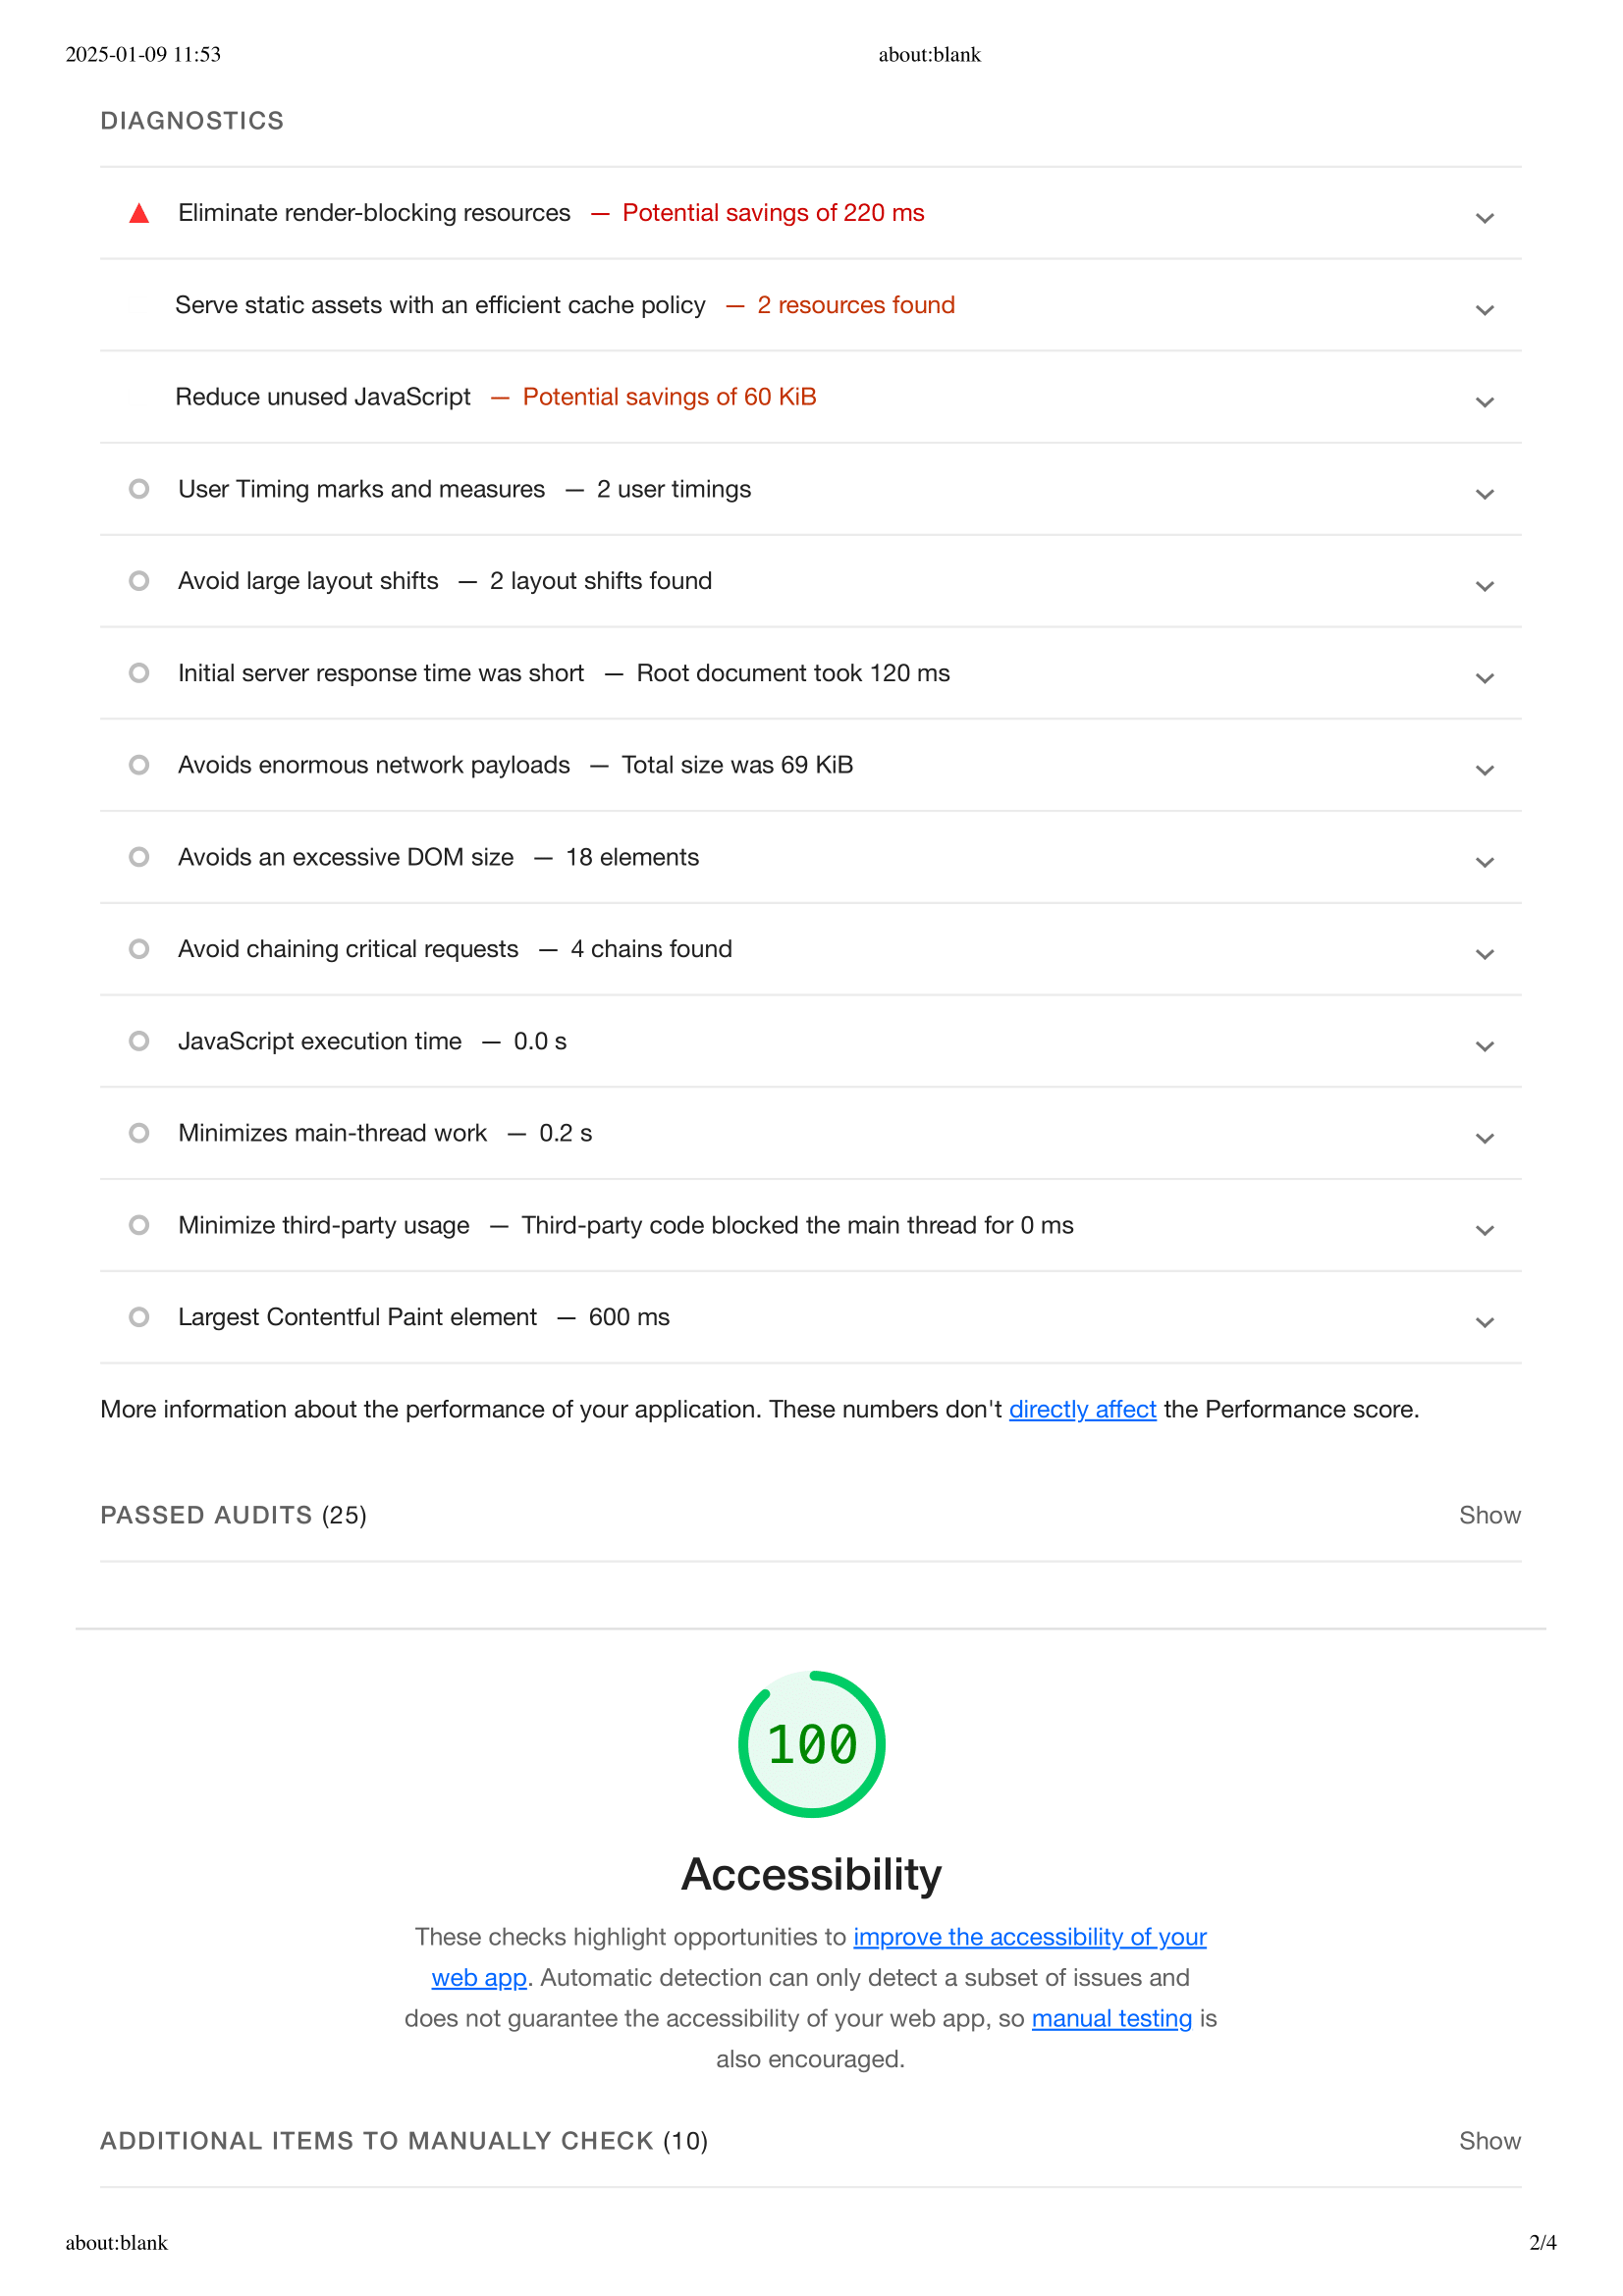 2025-01-09 11:53
about:blank
DIAGNOSTICS
Eliminate render-blocking resources — Potential savings of 220 ms
Serve static assets with an efficient cache policy — 2 resources found
Reduce unused JavaScript — Potential savings of 60 KiB
User Timing marks and measures — 2 user timings
Avoid large layout shifts — 2 layout shifts found
Initial server response time was short — Root document took 120 ms
Avoids enormous network payloads — Total size was 69 KiB
Avoids an excessive DOM size — 18 elements
Avoid chaining critical requests — 4 chains found
JavaScript execution time — 0.0 s
Minimizes main-thread work — 0.2 s
Minimize third-party usage — Third-party code blocked the main thread for 0 ms
Largest Contentful Paint element — 600 ms
More information about the performance of your application. These numbers don't directly affect the Performance score.
PASSED AUDITS (25)
Show
100
Accessibility
These checks highlight opportunities to improve the accessibility of your
web app. Automatic detection can only detect a subset of issues and
does not guarantee the accessibility of your web app, so manual testing is
also encouraged.
ADDITIONAL ITEMS TO MANUALLY CHECK (10)
Show
about:blank
2/4